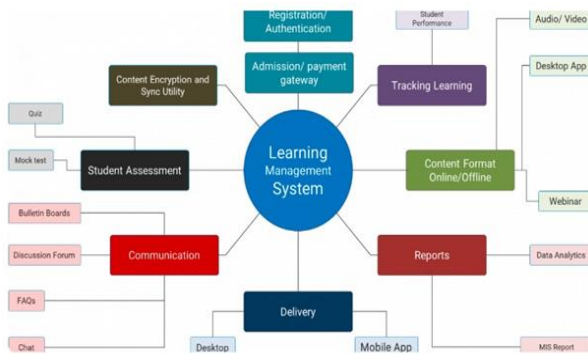 Registration/
Authentication
Student
Performance
Audio/ Video
Content Encryption and
Sync Utility
Admission/ payment
gateway
Tracking Learning
Desktop App
Quiz
Mock test
Student Assessment
Learning
Management
System
Content Format
Online/Offline
Webinar
Bulletin Boards
Discussion Forum
Communication
Reports
Data Analytics
FAQs
Delivery
Chat
Desktop
Mobile App
MIS Report